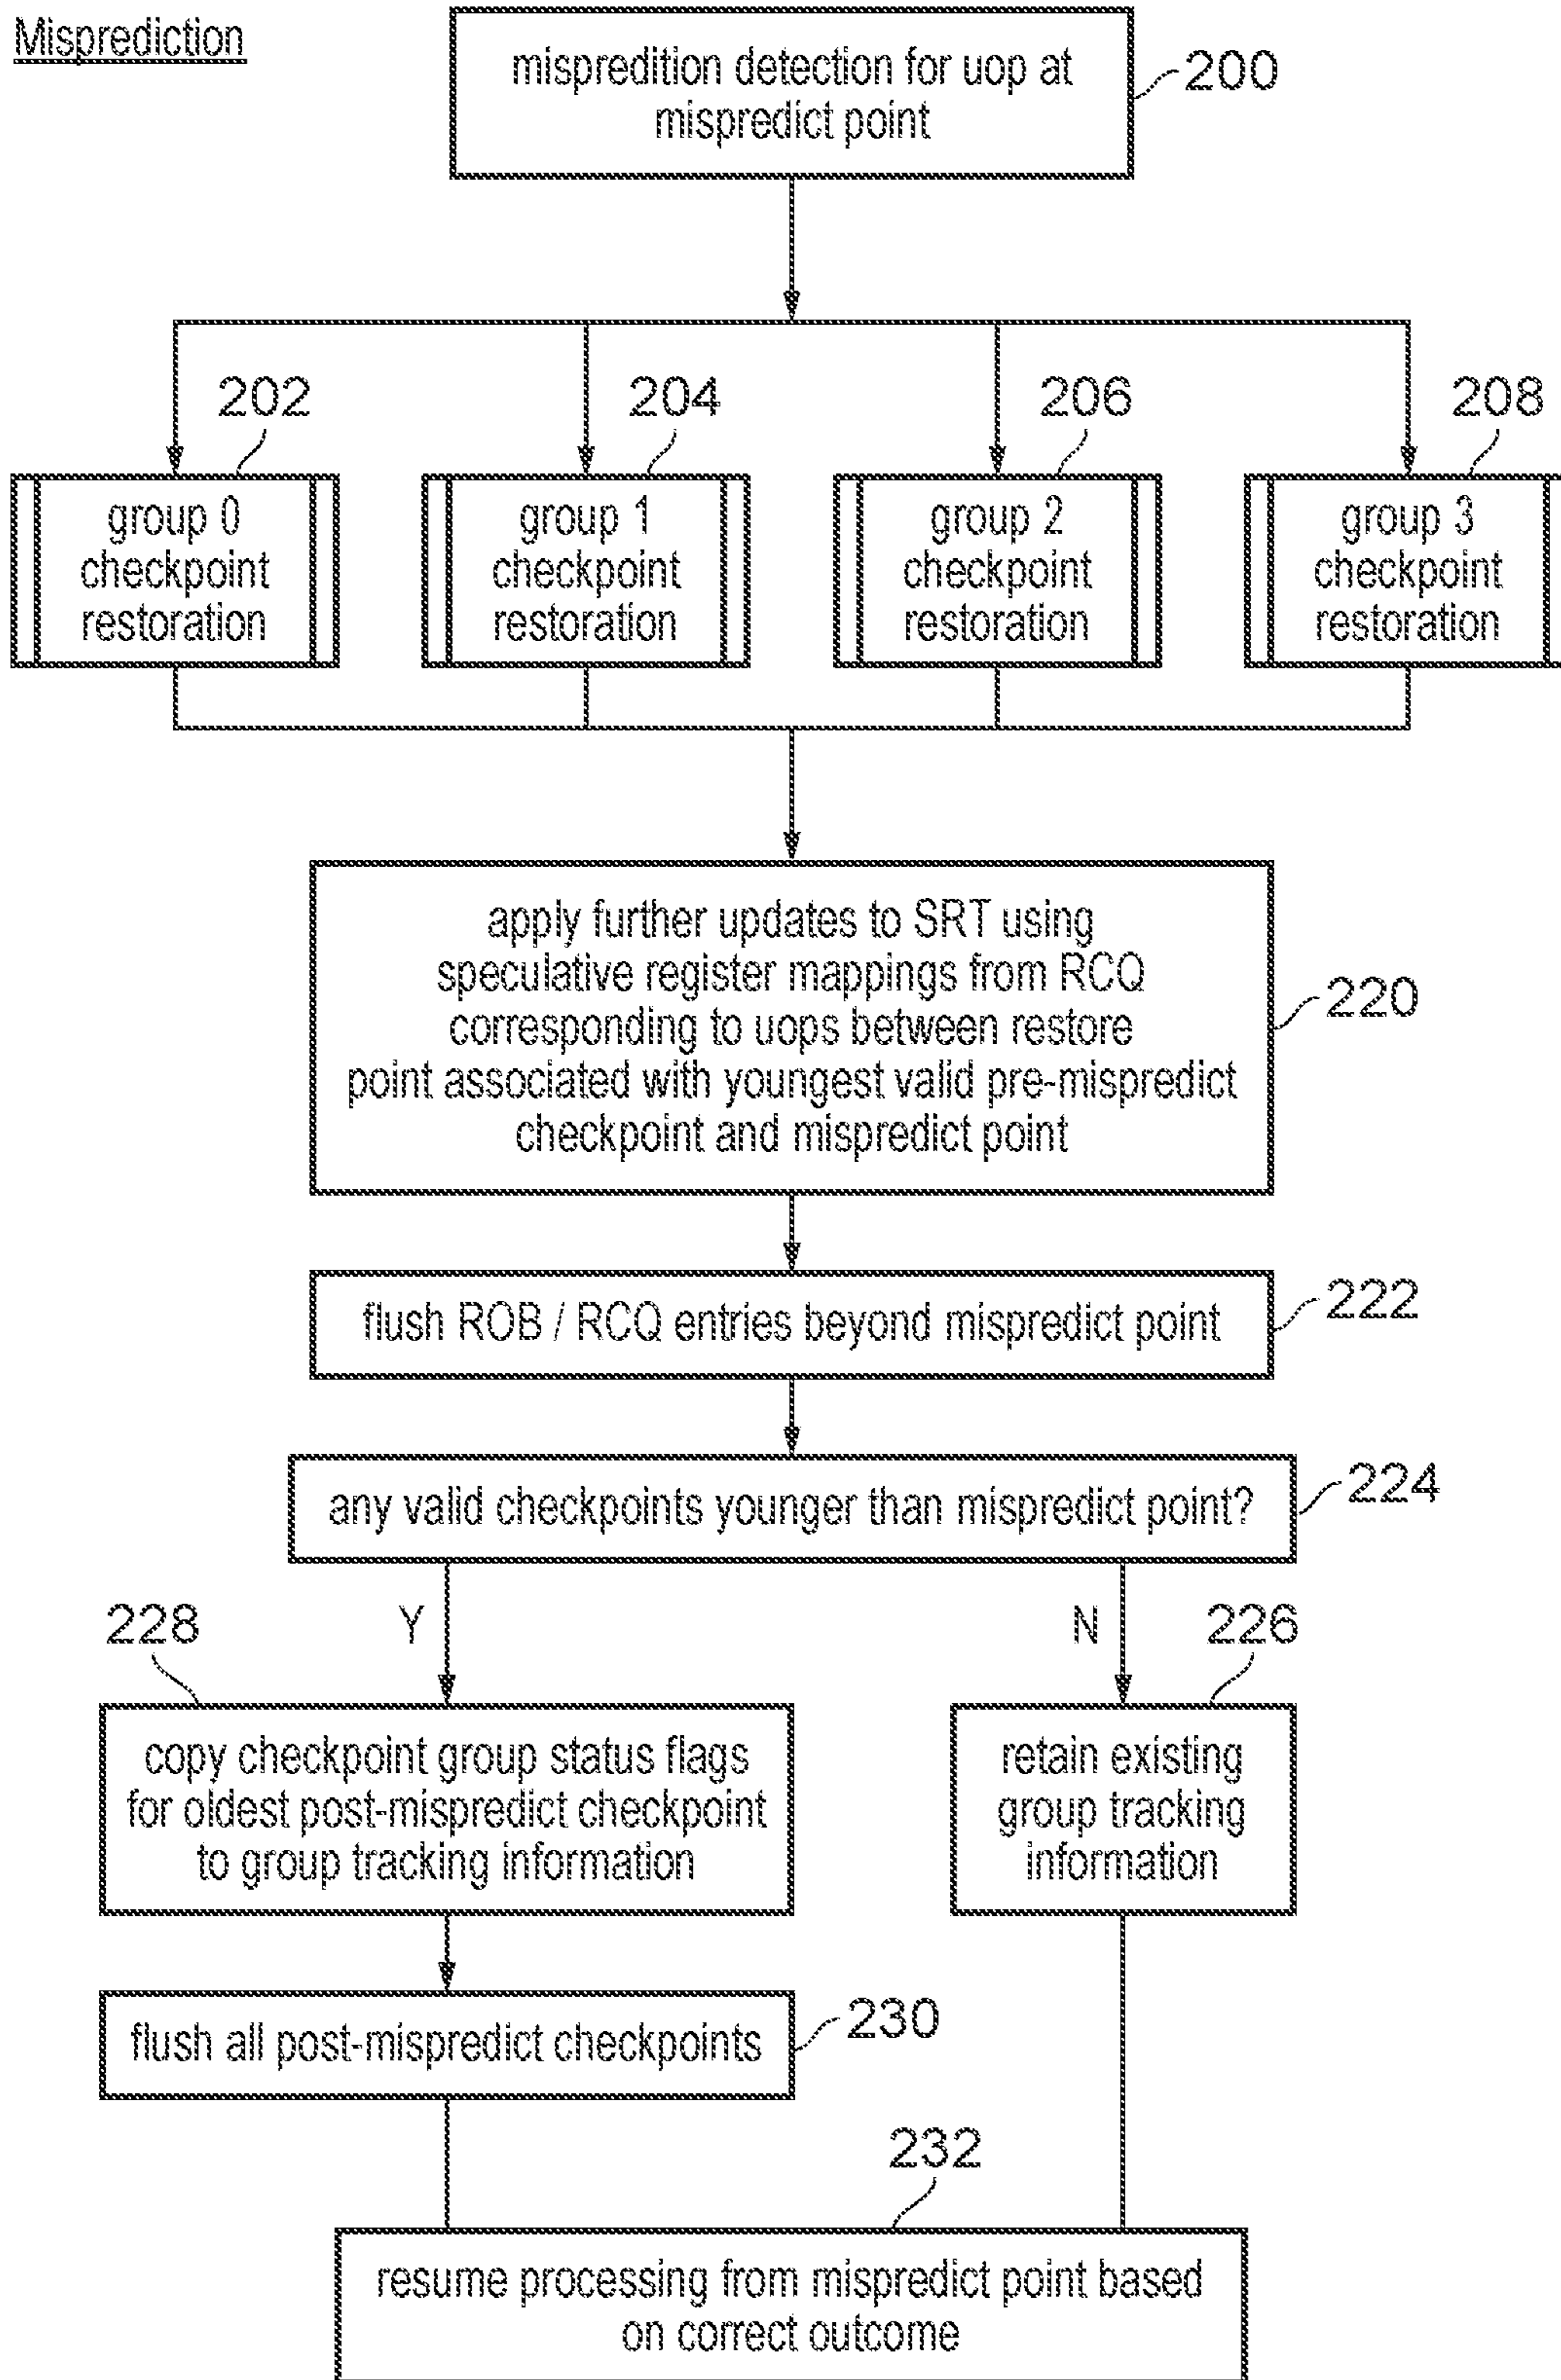 Misprediction
mispredition detection for uop at
mispredict point
200
202
204
206
208
group 0
checkpoint
restoration
group 1
checkpoint
restoration
group 2
checkpoint
restoration
group 3
checkpoint
restoration
apply further updates to SRT using
speculative register mappings from RCQ
corresponding to uops between restore
point associated with youngest valid pre-mispredict
checkpoint and mispredict point
220
flush ROB / RCQ entries beyond mispredict point
222
any valid checkpoints younger than mispredict point?
224
228
Y
N
226
copy checkpoint group status flags
for oldest post-mispredict checkpoint
to group tracking information
retain existing
group tracking
information
flush all post-mispredict checkpoints
230
232
resume processing from mispredict point based
on correct outcome